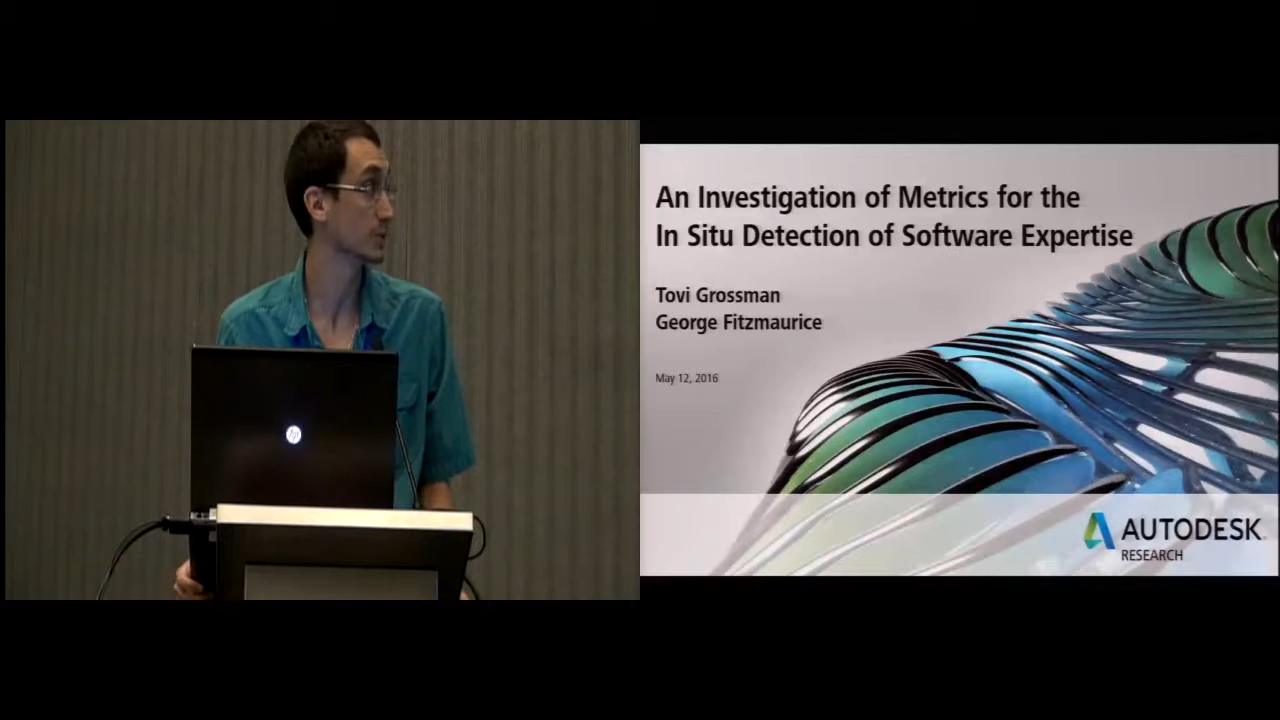 An Investigation of Metrics for the
In Situ Detection of Software Expertise
Tovi Grossman
George Fitzmaurice
May 12, 2016
AUTODESK
RESEARCH
hp